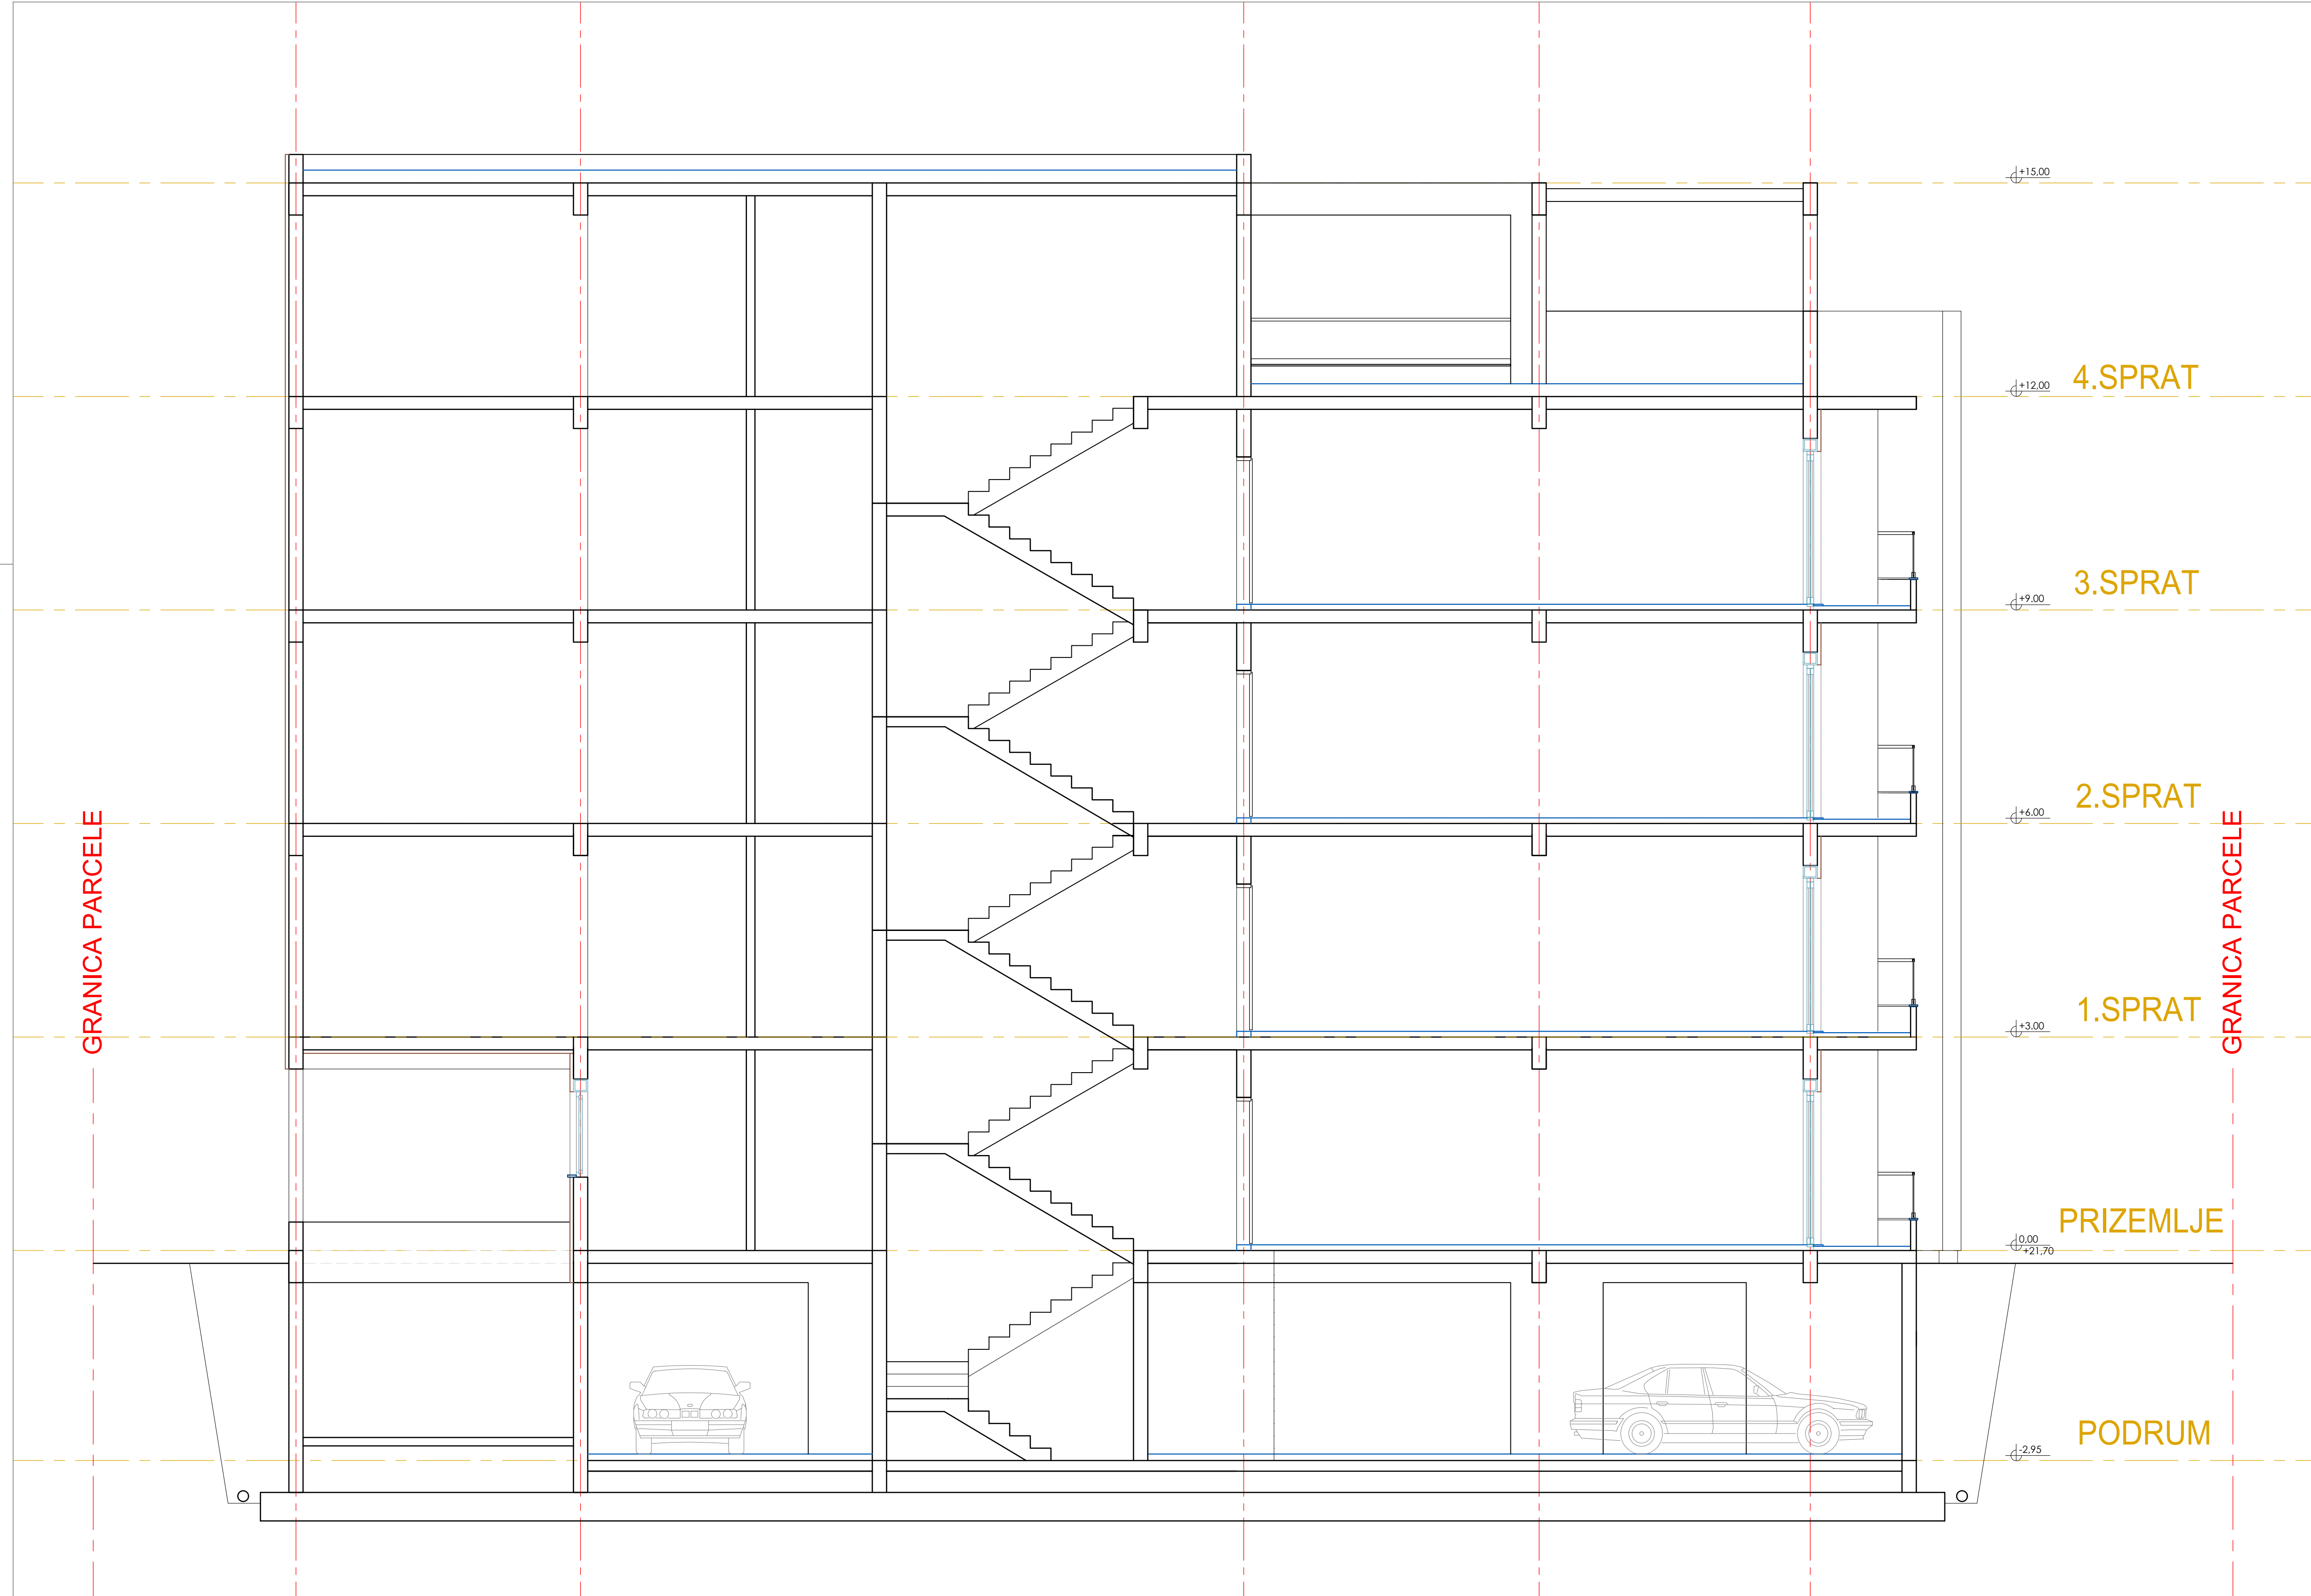 +15,00
+12,00
4.SPRAT
+9.00
3.SPRAT
+6.00
2.SPRAT
+3.00
1.SPRAT
GRANICA PARCELE
GRANICA PARCELE
PRIZEMLJE
0,00
+21,70
PODRUM
-2,95